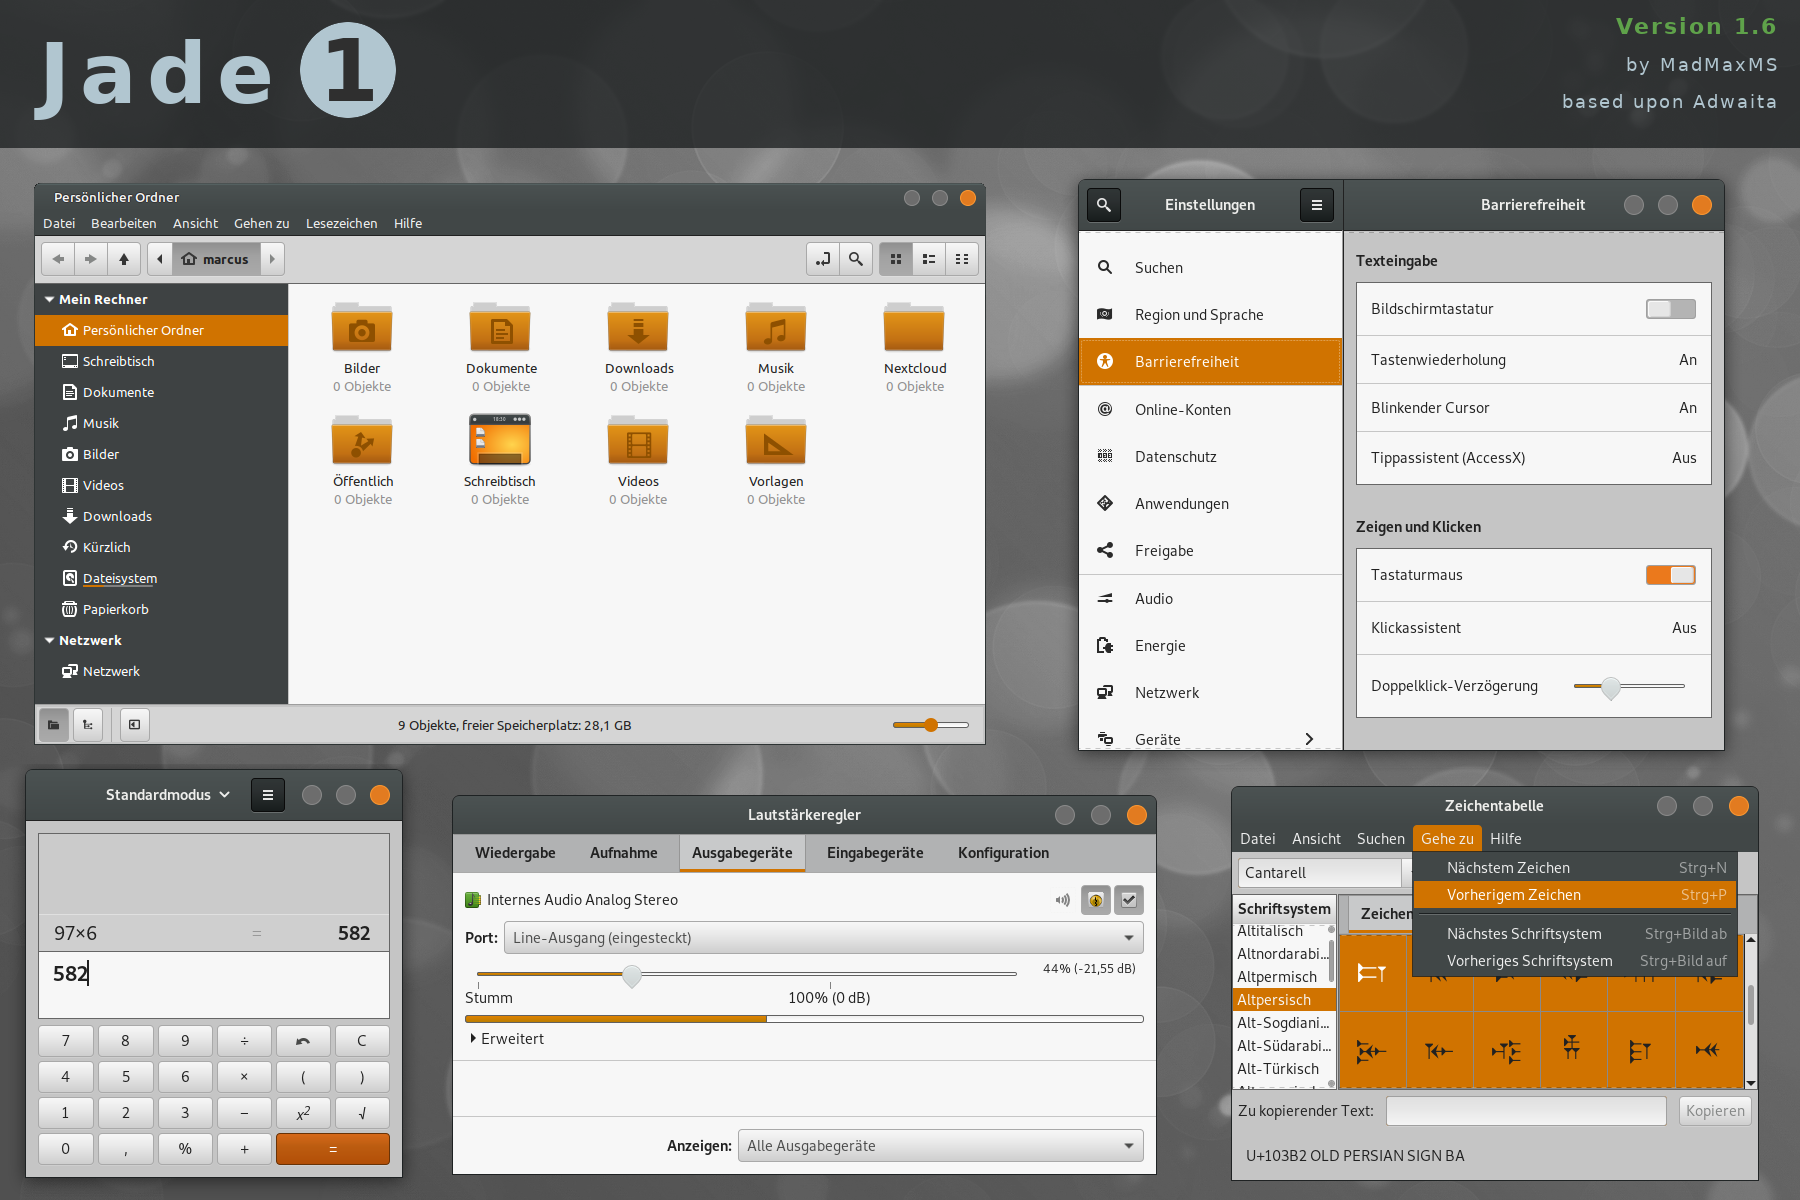 Jade 1
Version 1.6
by MadMaxMS
based upon Adwaita
Persönlicher Ordner
Datei Bearbeiten Ansicht Gehen zu Lesezeichen Hilfe
marcus
Mein Rechner
Persönlicher Ordner
Schreibtisch
Dokumente
Musik
Bilder
Videos
Downloads
Kürzlich
Dateisystem
Papierkorb
Netzwerk
Netzwerk
Bilder Dokumente Downloads Musik Nextcloud
0 Objekte 0 Objekte 0 Objekte 0 Objekte 0 Objekte
Öffentlich Schreibtisch Videos Vorlagen
0 Objekte 0 Objekte 0 Objekte 0 Objekte
9 Objekte, freier Speicherplatz: 28,1 GB
Einstellungen
Suchen
Region und Sprache
Barrierefreiheit
Online-Konten
Datenschutz
Anwendungen
Freigabe
Audio
Energie
Netzwerk
Geräte
Barrierefreiheit
Texteingabe
Bildschirmtastatur
Tastenwiederholung An
Blinkender Cursor An
Tippassistent (AccessX) Aus
Zeigen und Klicken
Tastaturmaus
Klickassistent Aus
Doppelklick-Verzögerung
Standardmodus
97×6 = 582
582
7 8 9 ÷ C
4 5 6 × ( )
1 2 3 − x² √
0 , % + =
Lautstärkeregler
Wiedergabe Aufnahme Ausgabegeräte Eingabegeräte Konfiguration
Internes Audio Analog Stereo
Port: Line-Ausgang (eingesteckt)
44% (-21,55 dB)
Stumm 100% (0 dB)
Erweitert
Anzeigen: Alle Ausgabegeräte
Zeichentabelle
Datei Ansicht Suchen Gehe zu Hilfe
Cantarell
Nächstem Zeichen Strg+N
Vorherigem Zeichen Strg+P
Nächstes Schriftsystem Strg+Bild ab
Vorheriges Schriftsystem Strg+Bild auf
Schriftsystem
Zeichen
Altitalisch
Altnordarabi...
Altpermisch
Altpersisch
Alt-Sogdiani...
Alt-Südarabi...
Alt-Türkisch
Zu kopierender Text: Kopieren
U+103B2 OLD PERSIAN SIGN BA